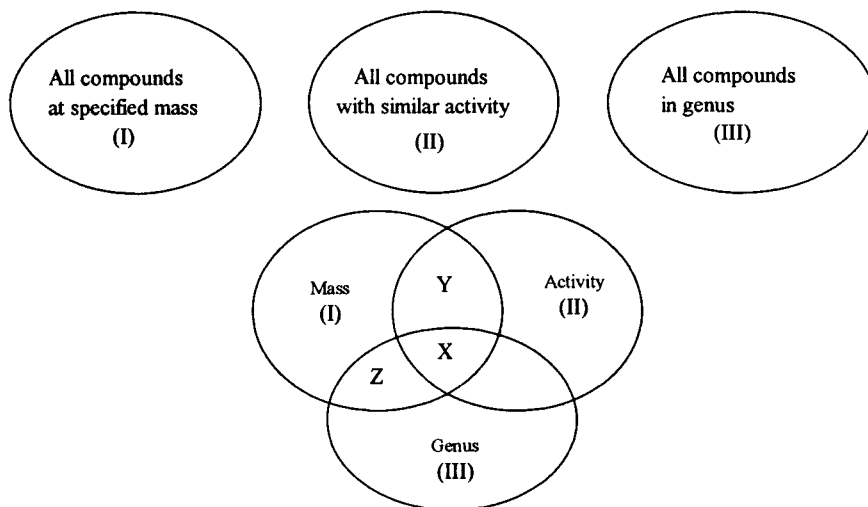 All compounds
at specified mass
(I)
All compounds
with similar activity
(II)
All compounds
in genus
(III)
Mass
(I)
Y
Activity
(II)
X
Z
Genus
(III)